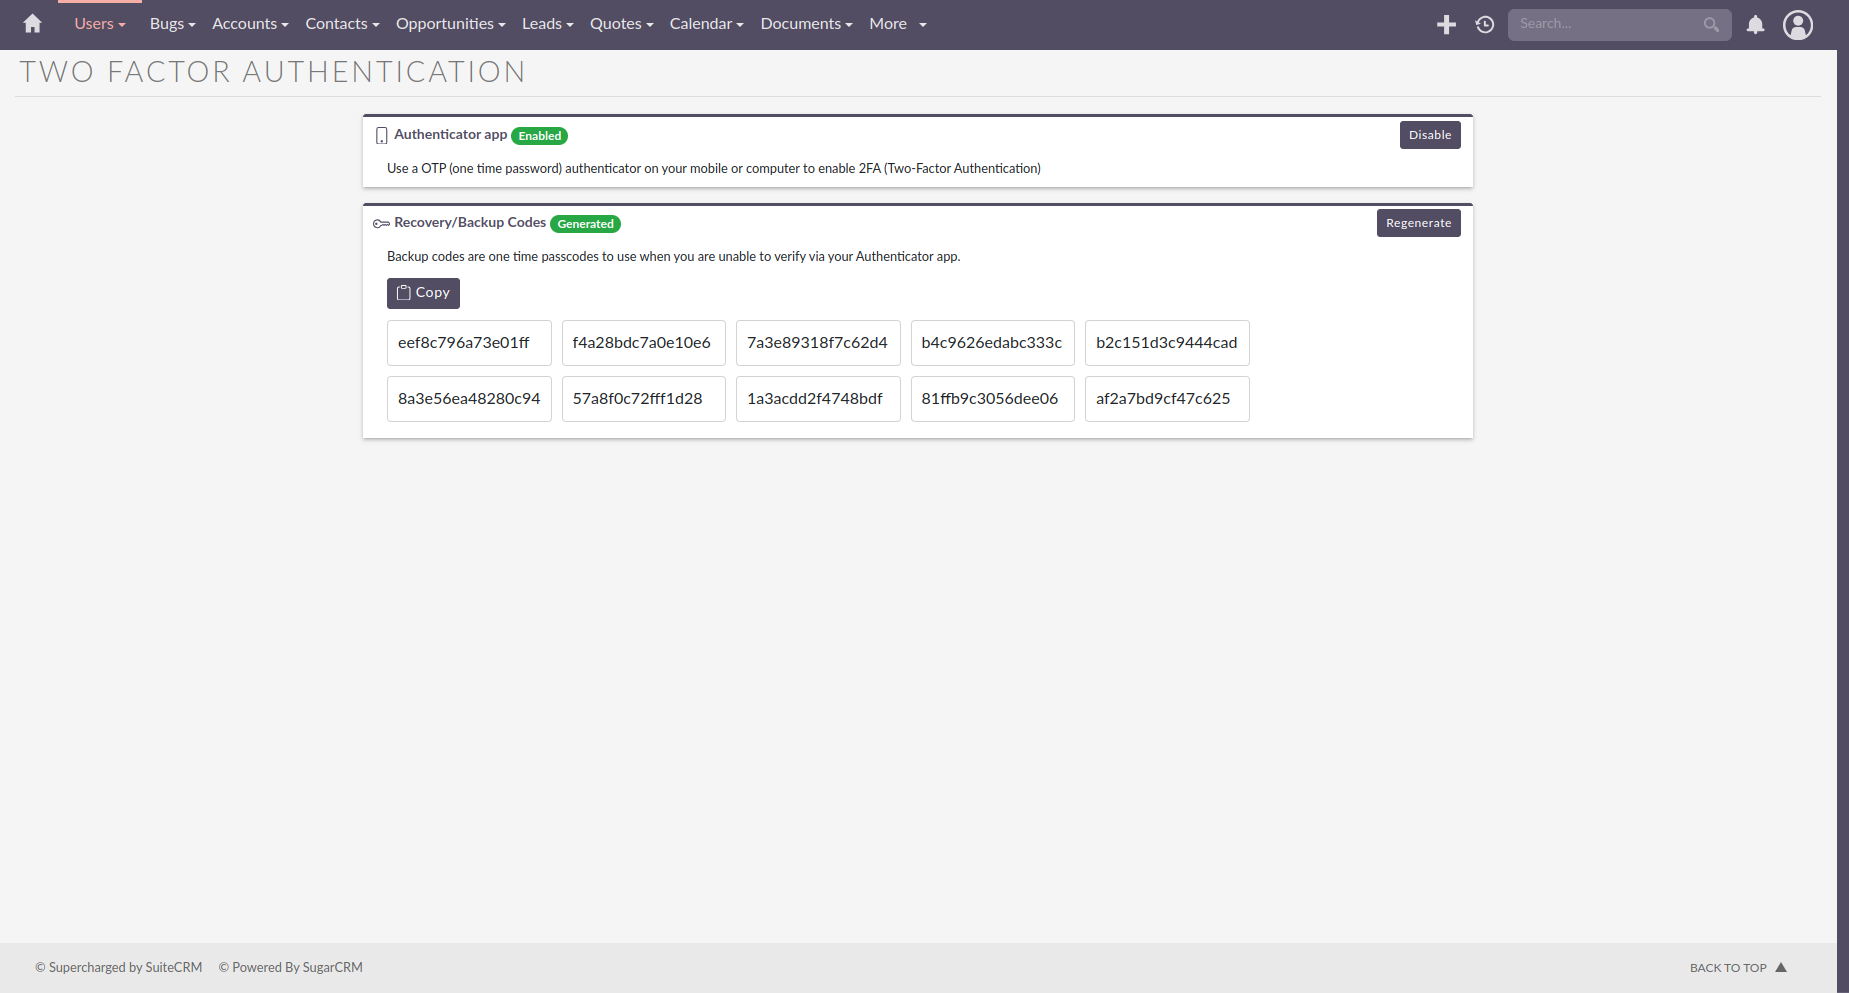 Users Bugs Accounts Contacts Opportunities Leads Quotes Calendar Documents More Search...
TWO FACTOR AUTHENTICATION
Authenticator app Enabled Disable
Use a OTP (one time password) authenticator on your mobile or computer to enable 2FA (Two-Factor Authentication)
Recovery/Backup Codes Generated Regenerate
Backup codes are one time passcodes to use when you are unable to verify via your Authenticator app.
Copy
eef8c796a73e01ff f4a28bdc7a0e10e6 7a3e89318f7c62d4 b4c9626edabc333c b2c151d3c9444cad
8a3e56ea48280c94 57a8f0c72fff1d28 1a3acdd2f4748bdf 81ffb9c3056dee06 af2a7bd9cf47c625
© Supercharged by SuiteCRM © Powered By SugarCRM BACK TO TOP